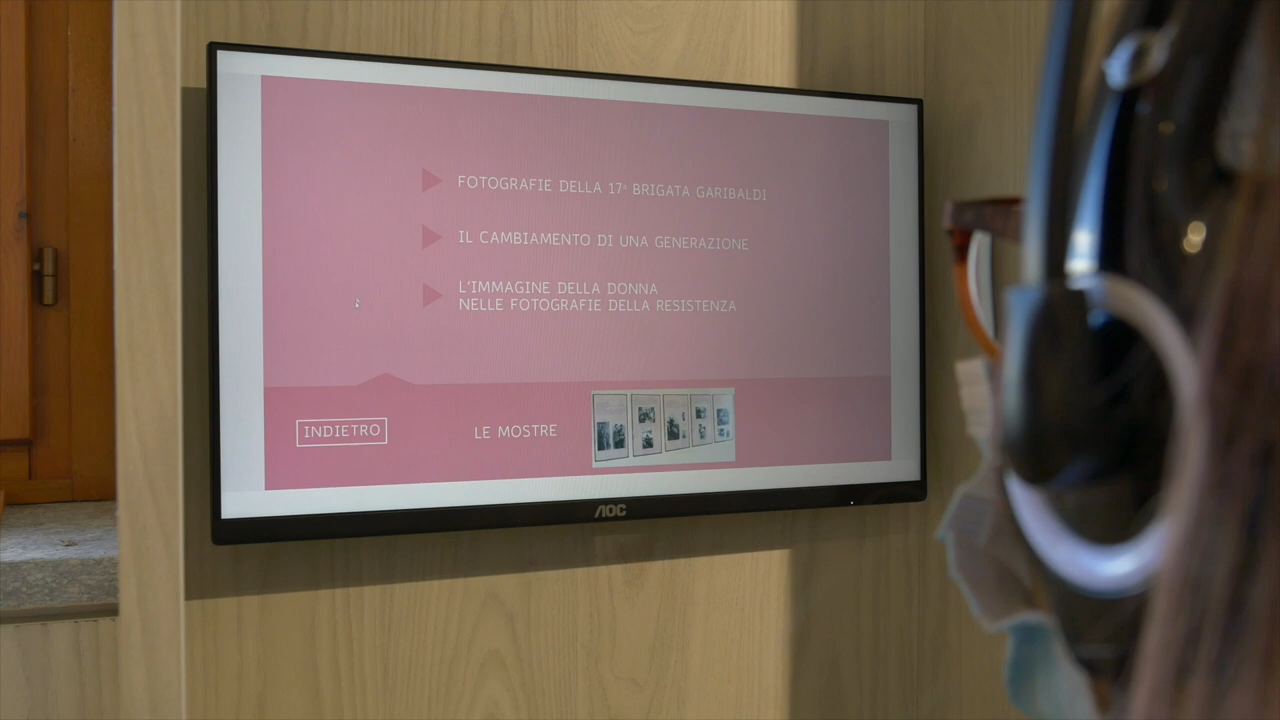 FOTOGRAFIE DELLA 17ª BRIGATA GARIBALDI
IL CAMBIAMENTO DI UNA GENERAZIONE
L'IMMAGINE DELLA DONNA
NELLE FOTOGRAFIE DELLA RESISTENZA
INDIETRO
LE MOSTRE
AOC